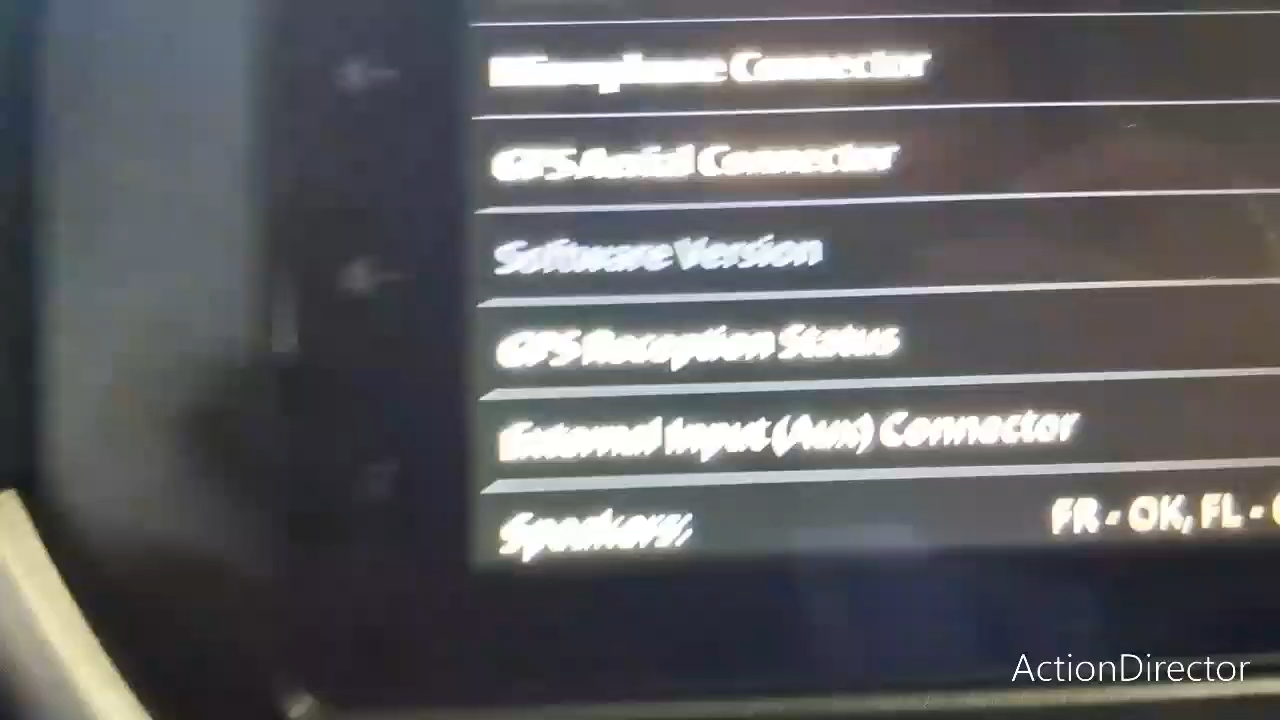 Microphone Connector
GPS Aerial Connector
Software Version
GPS Reception Status
External Input (Aux) Connector
Speakers: FR - OK, FL -
ActionDirector